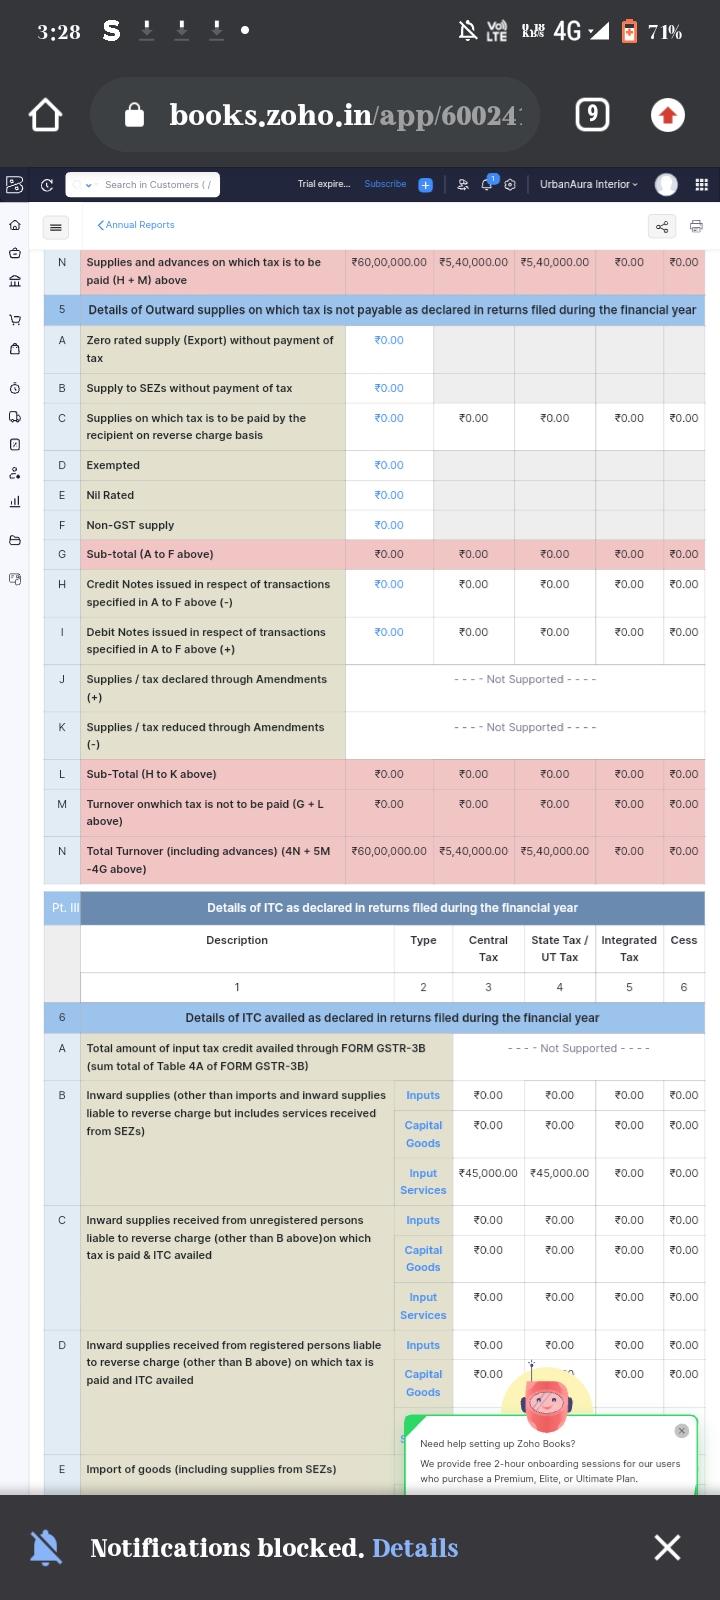 3:28 S Vo) LTE 0.18 KB/S 4G 71%
books.zoho.in/app/60024
9
Search in Customers ( /
Trial expire... Subscribe 1 UrbanAura Interior
Annual Reports
N Supplies and advances on which tax is to be ₹60,00,000.00 ₹5,40,000.00 ₹5,40,000.00 ₹0.00 ₹0.00
paid (H + M) above
5 Details of Outward supplies on which tax is not payable as declared in returns filed during the financial year
A Zero rated supply (Export) without payment of ₹0.00
tax
B Supply to SEZs without payment of tax ₹0.00
C Supplies on which tax is to be paid by the ₹0.00 ₹0.00 ₹0.00 ₹0.00 ₹0.00
recipient on reverse charge basis
D Exempted ₹0.00
E Nil Rated ₹0.00
F Non-GST supply ₹0.00
G Sub-total (A to F above) ₹0.00 ₹0.00 ₹0.00 ₹0.00 ₹0.00
H Credit Notes issued in respect of transactions ₹0.00 ₹0.00 ₹0.00 ₹0.00 ₹0.00
specified in A to F above (-)
I Debit Notes issued in respect of transactions ₹0.00 ₹0.00 ₹0.00 ₹0.00 ₹0.00
specified in A to F above (+)
J Supplies / tax declared through Amendments - - - - Not Supported - - - -
(+)
K Supplies / tax reduced through Amendments - - - - Not Supported - - - -
(-)
L Sub-Total (H to K above) ₹0.00 ₹0.00 ₹0.00 ₹0.00 ₹0.00
M Turnover onwhich tax is not to be paid (G + L ₹0.00 ₹0.00 ₹0.00 ₹0.00 ₹0.00
above)
N Total Turnover (including advances) (4N + 5M ₹60,00,000.00 ₹5,40,000.00 ₹5,40,000.00 ₹0.00 ₹0.00
-4G above)
Pt. III Details of ITC as declared in returns filed during the financial year
Description Type Central State Tax / Integrated Cess
Tax UT Tax Tax
1 2 3 4 5 6
6 Details of ITC availed as declared in returns filed during the financial year
A Total amount of input tax credit availed through FORM GSTR-3B - - - - Not Supported - - - -
(sum total of Table 4A of FORM GSTR-3B)
B Inward supplies (other than imports and inward supplies Inputs ₹0.00 ₹0.00 ₹0.00 ₹0.00
liable to reverse charge but includes services received Capital ₹0.00 ₹0.00 ₹0.00 ₹0.00
from SEZs) Goods
Input ₹45,000.00 ₹45,000.00 ₹0.00 ₹0.00
Services
C Inward supplies received from unregistered persons Inputs ₹0.00 ₹0.00 ₹0.00 ₹0.00
liable to reverse charge (other than B above)on which Capital ₹0.00 ₹0.00 ₹0.00 ₹0.00
tax is paid & ITC availed Goods
Input ₹0.00 ₹0.00 ₹0.00 ₹0.00
Services
D Inward supplies received from registered persons liable Inputs ₹0.00 ₹0.00 ₹0.00 ₹0.00
to reverse charge (other than B above) on which tax is Capital ₹0.00 ₹0.00 ₹0.00
paid and ITC availed Goods
E Import of goods (including supplies from SEZs)
Need help setting up Zoho Books?
We provide free 2-hour onboarding sessions for our users
who purchase a Premium, Elite, or Ultimate Plan.
Notifications blocked. Details